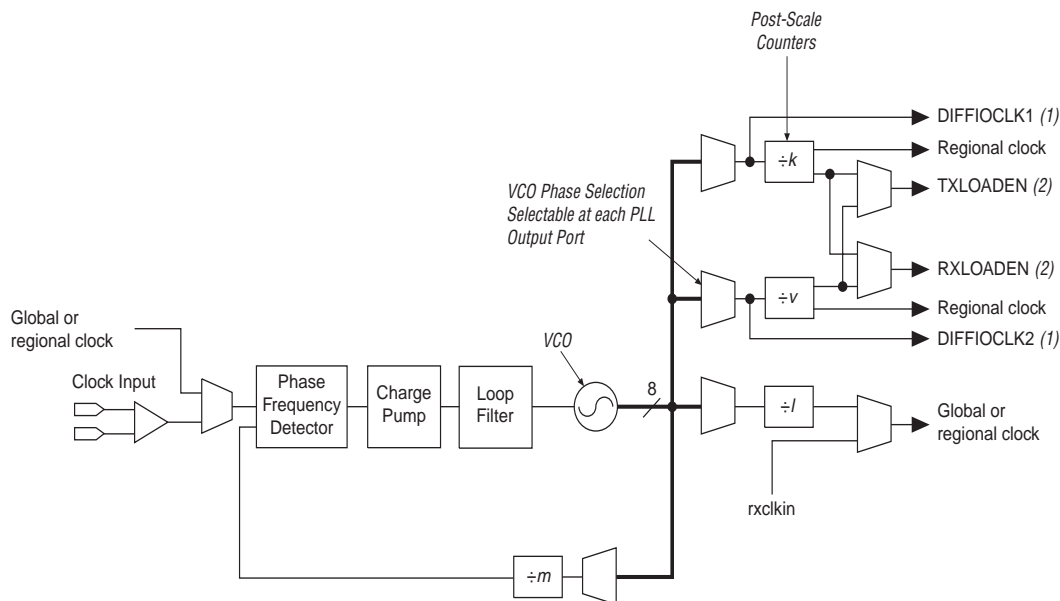 Post-Scale
Counters
DIFFIOCLK1 (1)
Regional clock
÷k
TXLOADEN (2)
VCO Phase Selection
Selectable at each PLL
Output Port
RXLOADEN (2)
÷v
Regional clock
DIFFIOCLK2 (1)
Global or
regional clock
VCO
Clock Input
Phase
Frequency
Detector
Charge
Pump
Loop
Filter
8
÷l
Global or
regional clock
rxclkin
÷m